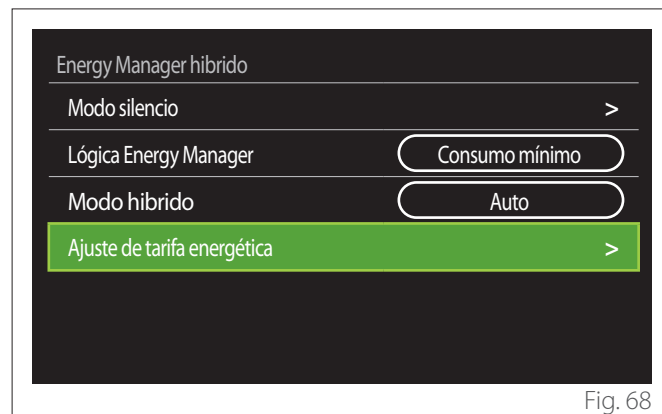 Energy Manager hibrido
Modo silencio >
Lógica Energy Manager Consumo mínimo
Modo hibrido Auto
Ajuste de tarifa energética >
Fig. 68